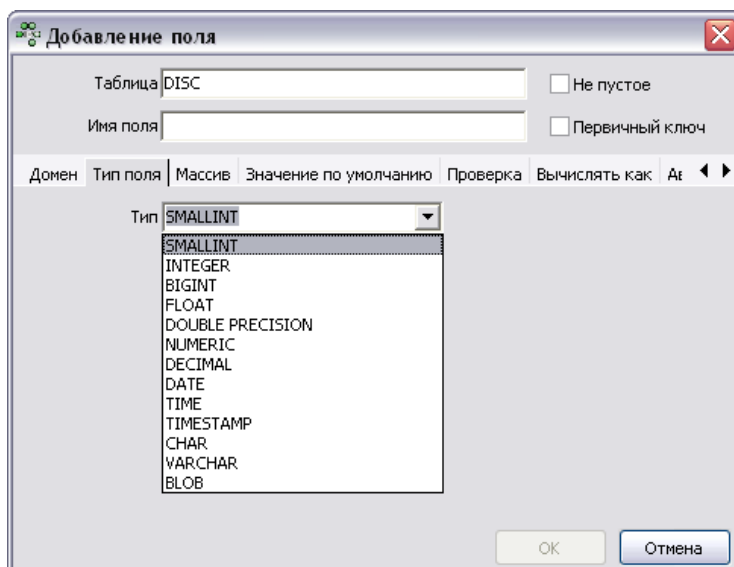 Добавление поля
Таблица DISC Не пустое
Имя поля Первичный ключ
Домен Тип поля Массив Значение по умолчанию Проверка Вычислять как
Тип SMALLINT
SMALLINT
INTEGER
BIGINT
FLOAT
DOUBLE PRECISION
NUMERIC
DECIMAL
DATE
TIME
TIMESTAMP
CHAR
VARCHAR
BLOB
OK Отмена